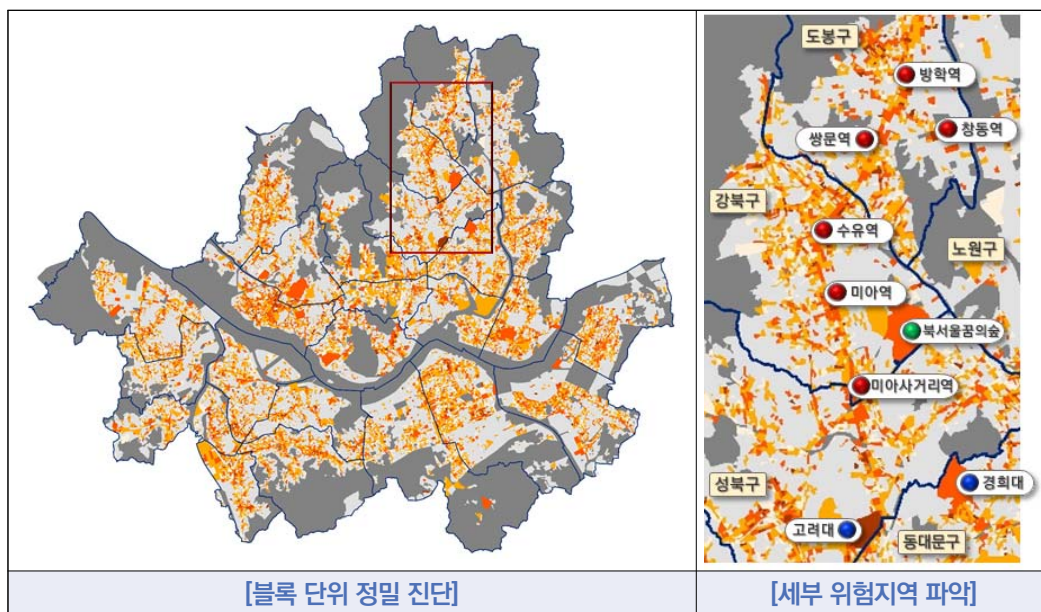 도봉구
방학역
쌍문역
창동역
강북구
수유역
노원구
미아역
북서울꿈의숲
미아사거리역
성북구
경희대
고려대
동대문구
[블록 단위 정밀 진단]
[세부 위험지역 파악]